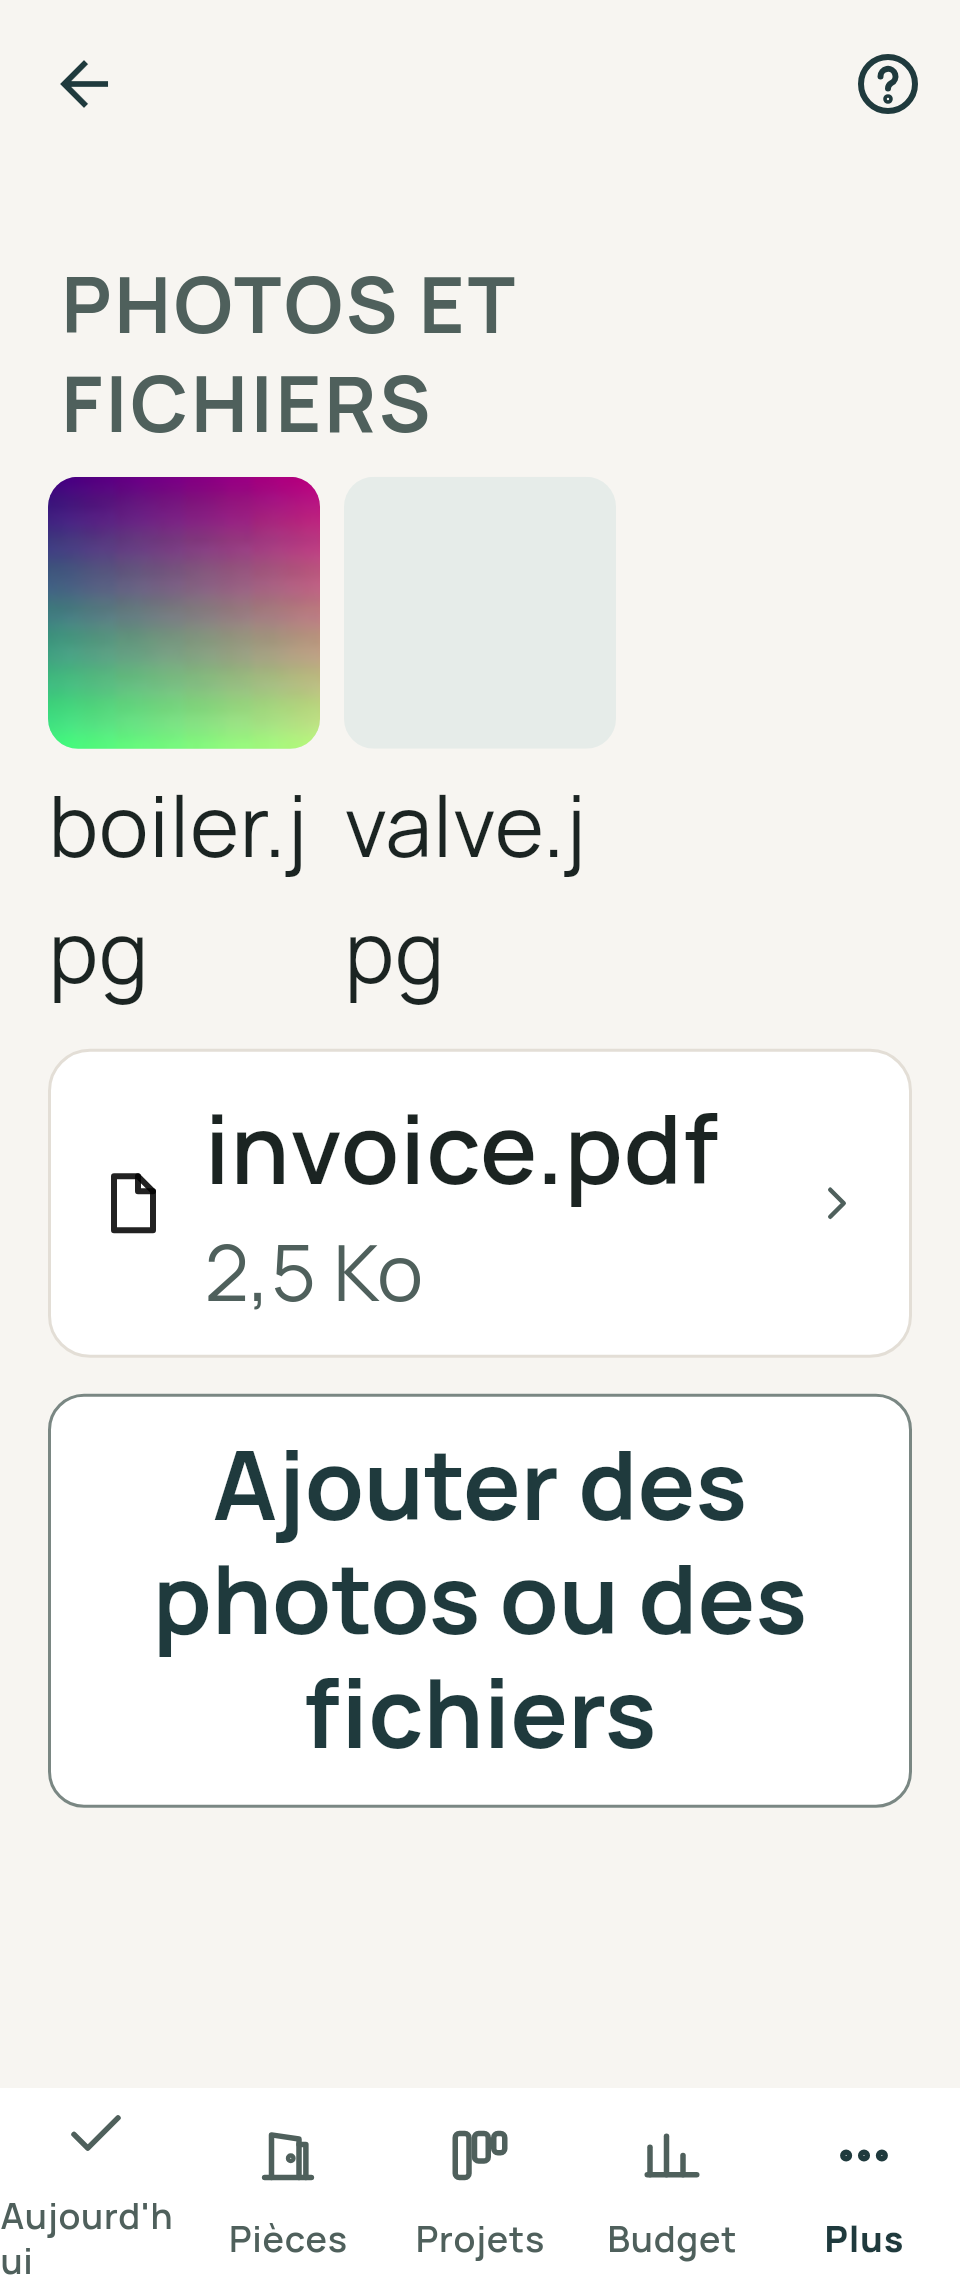 PHOTOS ET
FICHIERS
boiler.j
pg
valve.j
pg
invoice.pdf
2,5 Ko
Ajouter des
photos ou des
fichiers
Aujourd'h
ui
Pièces
Projets
Budget
Plus